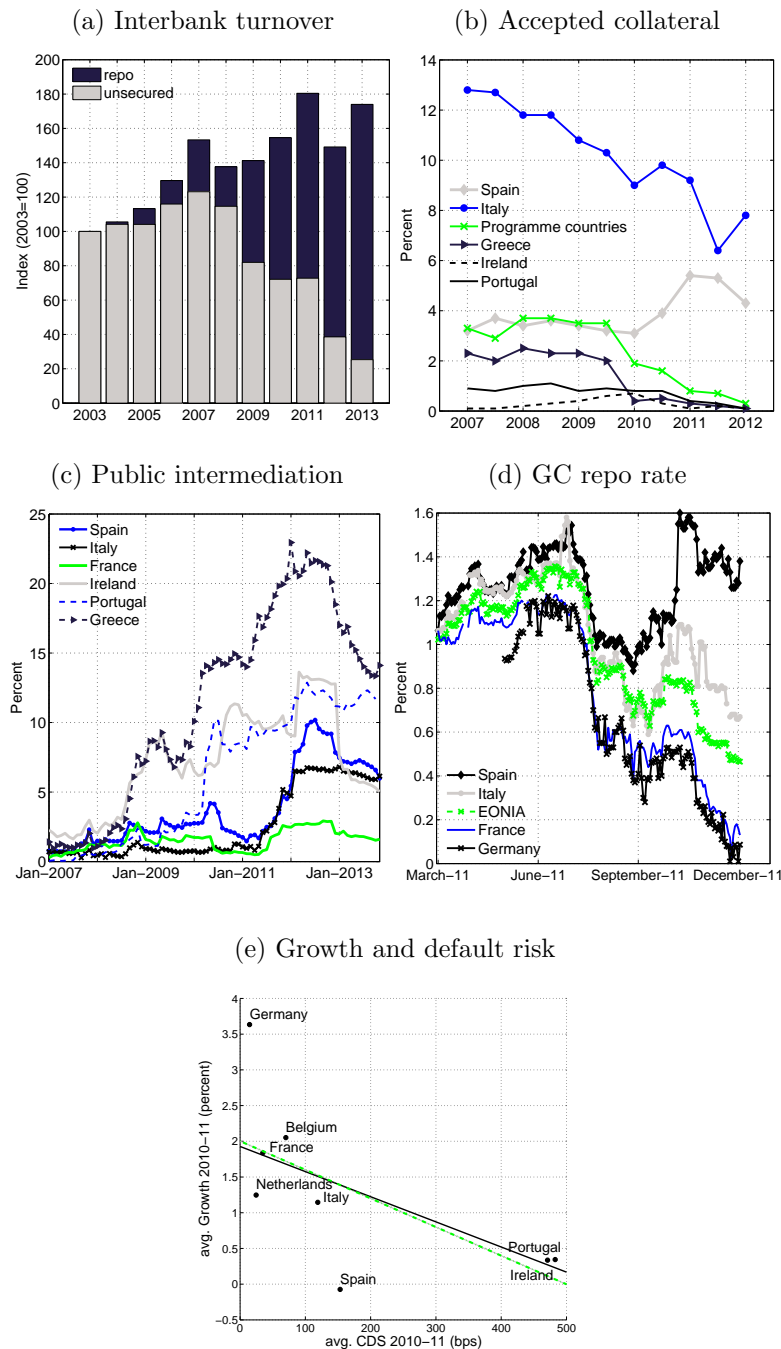 (a) Interbank turnover
200
180
160
140
120
100
80
60
40
20
0
Index (2003=100)
repo
unsecured
2003
2005
2007
2009
2011
2013
(b) Accepted collateral
14
12
10
8
6
4
2
0
Percent
Spain
Italy
Programme countries
Greece
Ireland
Portugal
2007
2008
2009
2010
2011
2012
(c) Public intermediation
25
20
15
10
5
0
Percent
Spain
Italy
France
Ireland
Portugal
Greece
Jan−2007
Jan−2009
Jan−2011
Jan−2013
(d) GC repo rate
1.6
1.4
1.2
1
0.8
0.6
0.4
0.2
0
Percent
Spain
Italy
EONIA
France
Germany
March−11
June−11
September−11
December−11
(e) Growth and default risk
4
3.5
3
2.5
2
1.5
1
0.5
0
−0.5
avg. Growth 2010−11 (percent)
Germany
Belgium
France
Netherlands
Italy
Spain
Portugal
Ireland
0
100
200
300
400
500
avg. CDS 2010−11 (bps)